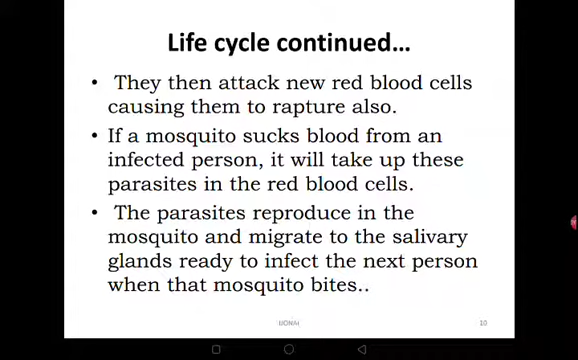 Life cycle continued…
• They then attack new red blood cells
causing them to rapture also.
• If a mosquito sucks blood from an
infected person, it will take up these
parasites in the red blood cells.
• The parasites reproduce in the
mosquito and migrate to the salivary
glands ready to infect the next person
when that mosquito bites..
10